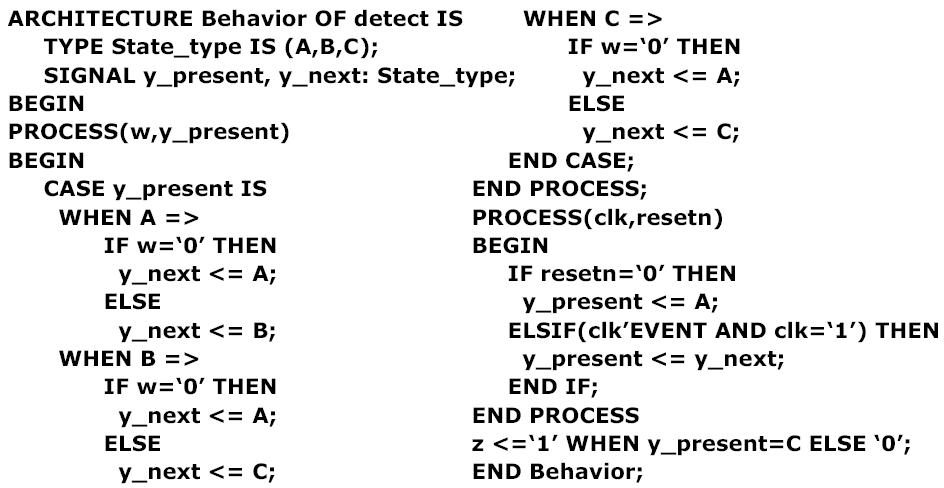 ARCHITECTURE Behavior OF detect IS
TYPE State_type IS (A,B,C);
SIGNAL y_present, y_next: State_type;
BEGIN
PROCESS(w,y_present)
BEGIN
CASE y_present IS
WHEN A =>
IF w=‘0’ THEN
y_next <= A;
ELSE
y_next <= B;
WHEN B =>
IF w=‘0’ THEN
y_next <= A;
ELSE
y_next <= C;
WHEN C =>
IF w=‘0’ THEN
y_next <= A;
ELSE
y_next <= C;
END CASE;
END PROCESS;
PROCESS(clk,resetn)
BEGIN
IF resetn=‘0’ THEN
y_present <= A;
ELSIF(clk’EVENT AND clk=‘1’) THEN
y_present <= y_next;
END IF;
END PROCESS
z <=‘1’ WHEN y_present=C ELSE ‘0’;
END Behavior;